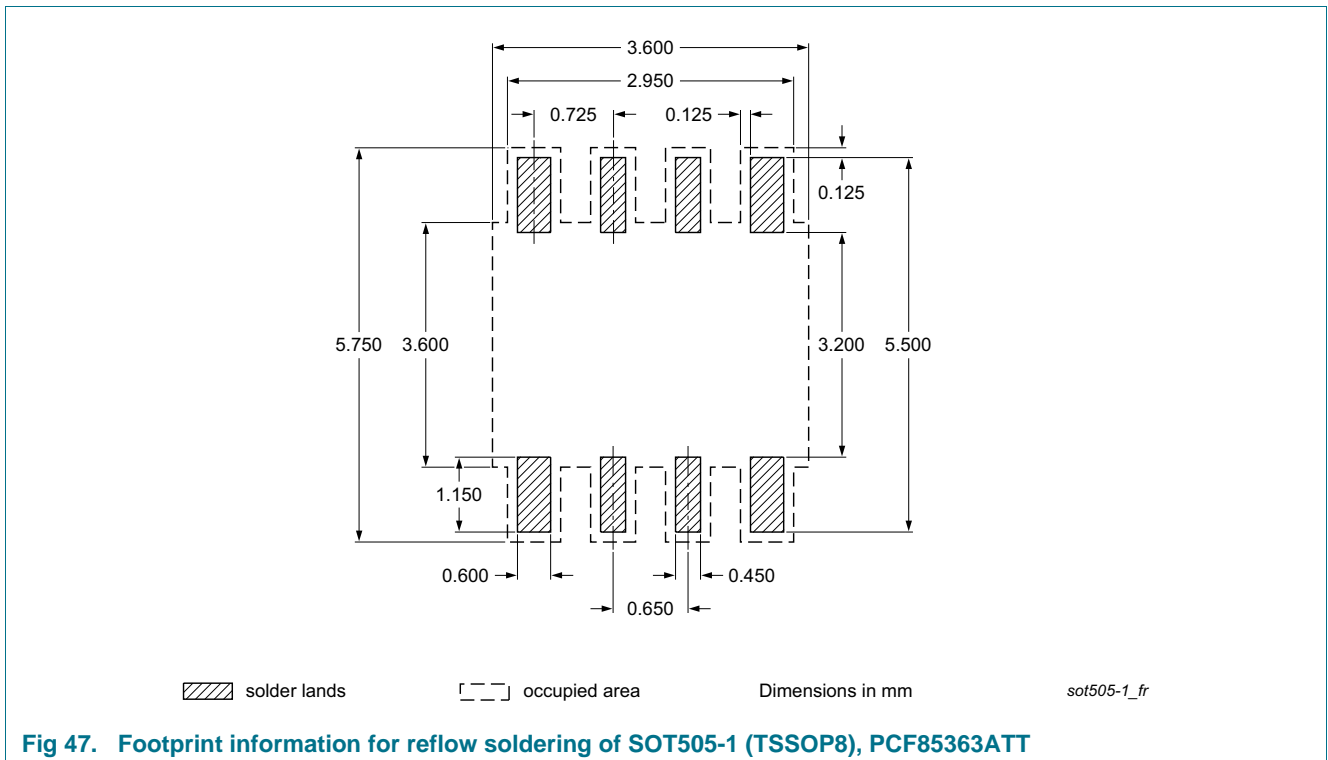 3.600
2.950
0.725 0.125
0.125
5.750 3.600 3.200 5.500
1.150
0.600 0.450
0.650
solder lands occupied area Dimensions in mm sot505-1_fr
Fig 47. Footprint information for reflow soldering of SOT505-1 (TSSOP8), PCF85363ATT